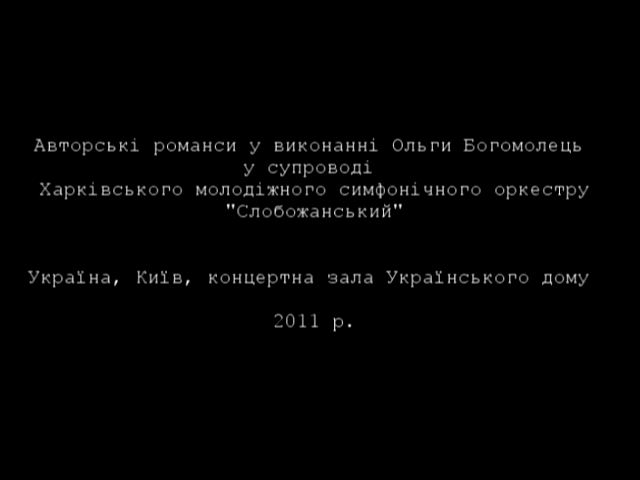 Авторські романси у виконанні Ольги Богомолець
у супроводі
Харківського молодіжного симфонічного оркестру
"Слобожанський"
Україна, Київ, концертна зала Українського дому
2011 р.